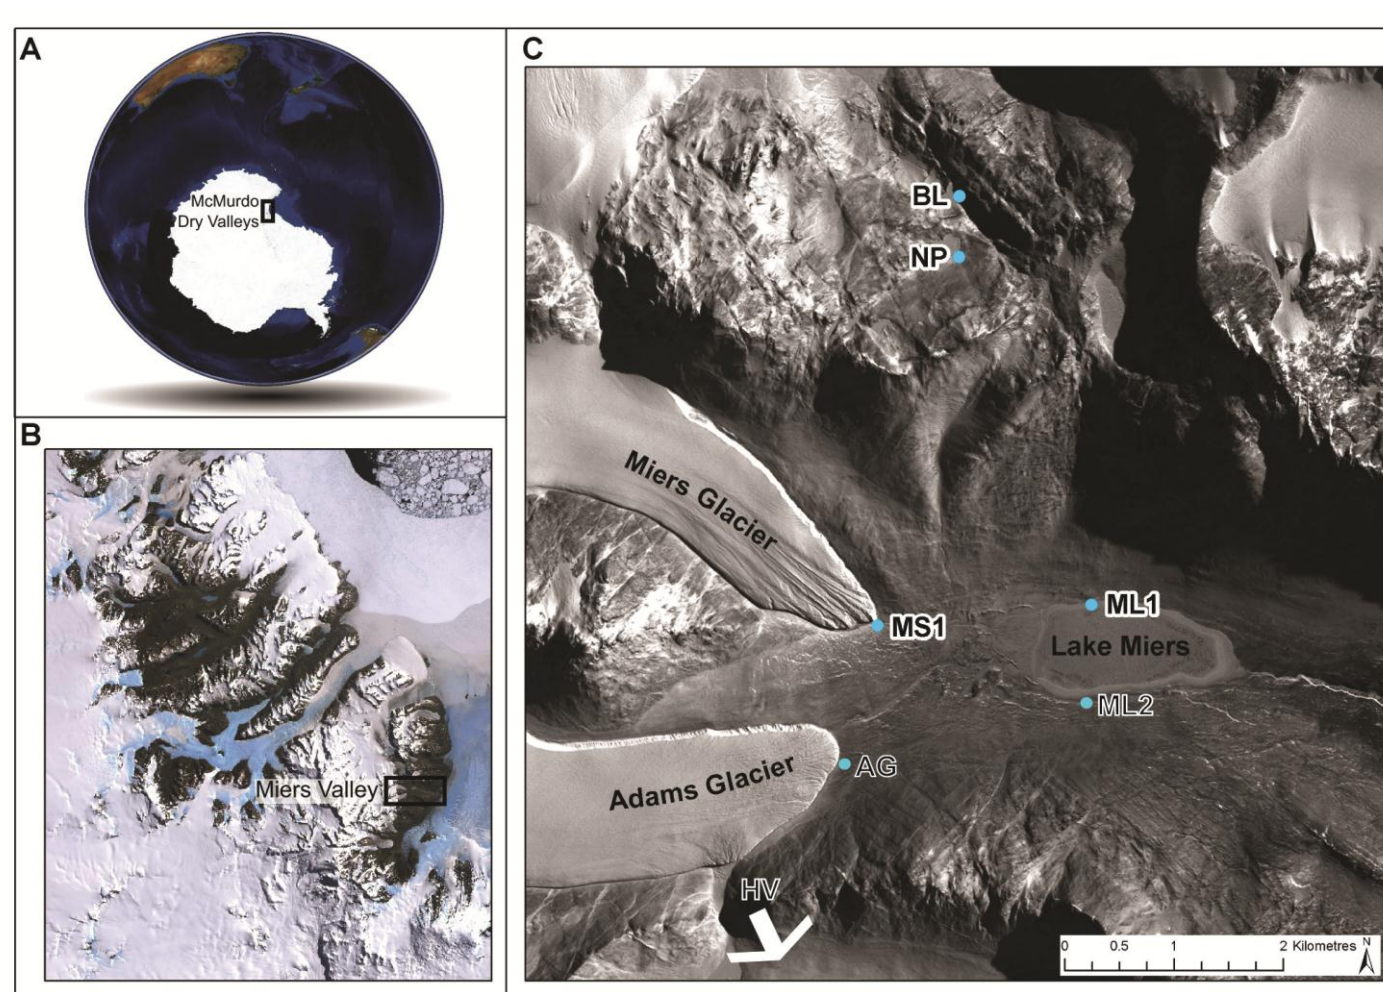 A
McMurdo
Dry Valleys
B
Miers Valley
C
BL
NP
Miers Glacier
MS1
ML1
Lake Miers
ML2
AG
Adams Glacier
HV
0 0.5 1 2 Kilometres N